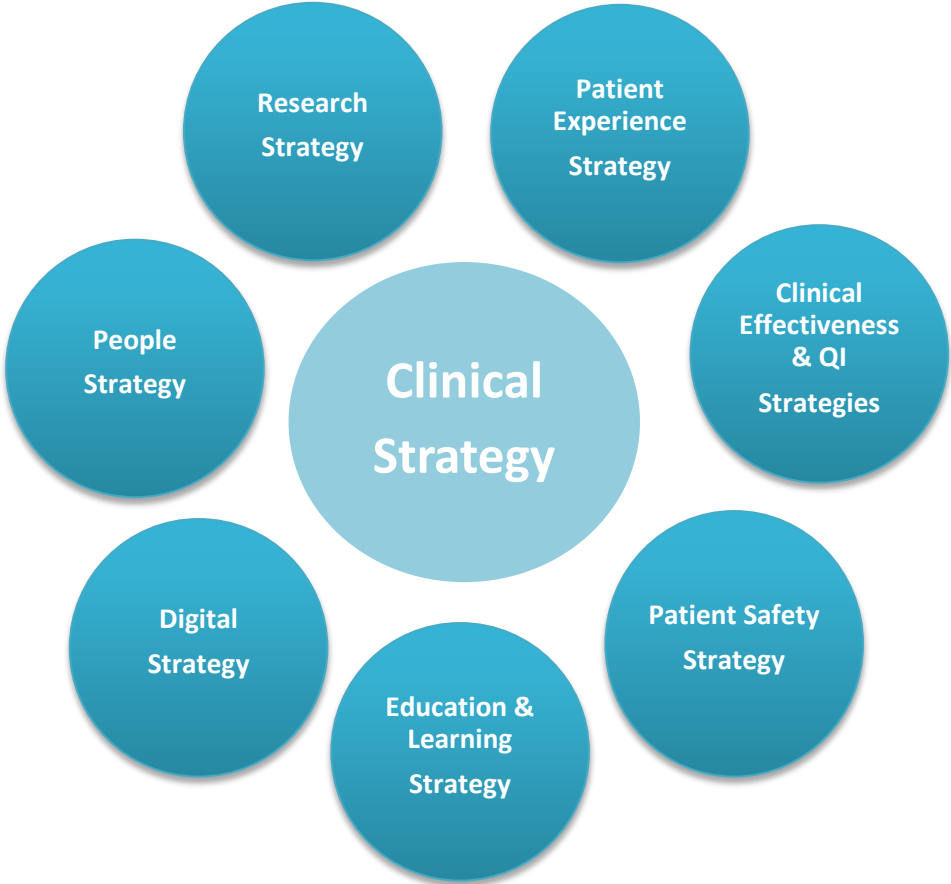 Research
Strategy
Patient
Experience
Strategy
Clinical
Effectiveness
& QI
Strategies
People
Strategy
Clinical
Strategy
Digital
Strategy
Patient Safety
Strategy
Education &
Learning
Strategy